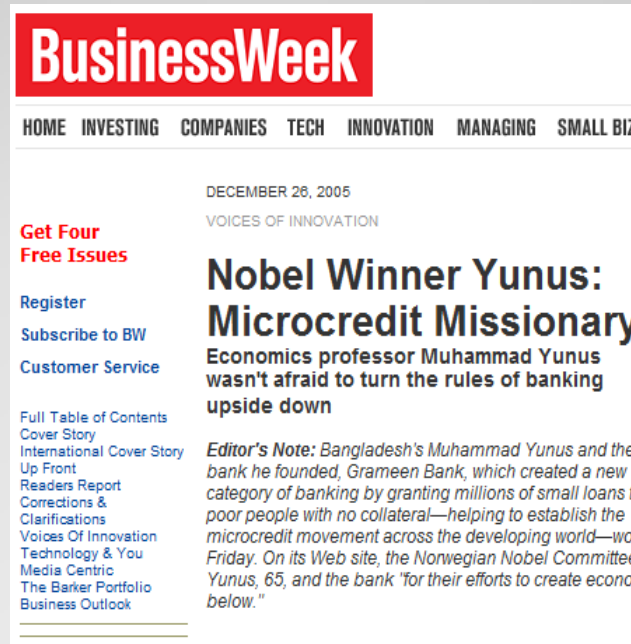 BusinessWeek
HOME INVESTING COMPANIES TECH INNOVATION MANAGING SMALL BIZ
DECEMBER 26, 2005
VOICES OF INNOVATION
Get Four
Free Issues
Register
Subscribe to BW
Customer Service
Full Table of Contents
Cover Story
International Cover Story
Up Front
Readers Report
Corrections &
Clarifications
Voices Of Innovation
Technology & You
Media Centric
The Barker Portfolio
Business Outlook
Nobel Winner Yunus:
Microcredit Missionary
Economics professor Muhammad Yunus
wasn't afraid to turn the rules of banking
upside down
Editor's Note: Bangladesh's Muhammad Yunus and the
bank he founded, Grameen Bank, which created a new
category of banking by granting millions of small loans
poor people with no collateral—helping to establish the
microcredit movement across the developing world—wo
Friday. On its Web site, the Norwegian Nobel Committee
Yunus, 65, and the bank "for their efforts to create econo
below."